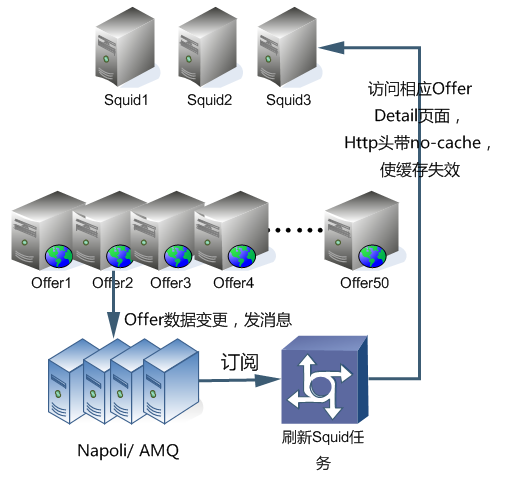 Squid1
Squid2
Squid3
访问相应Offer
Detail页面，
Http头带no-cache，
使缓存失效
Offer1
Offer2
Offer3
Offer4
Offer50
Offer数据变更，发消息
订阅
Napoli/ AMQ
刷新Squid任
务